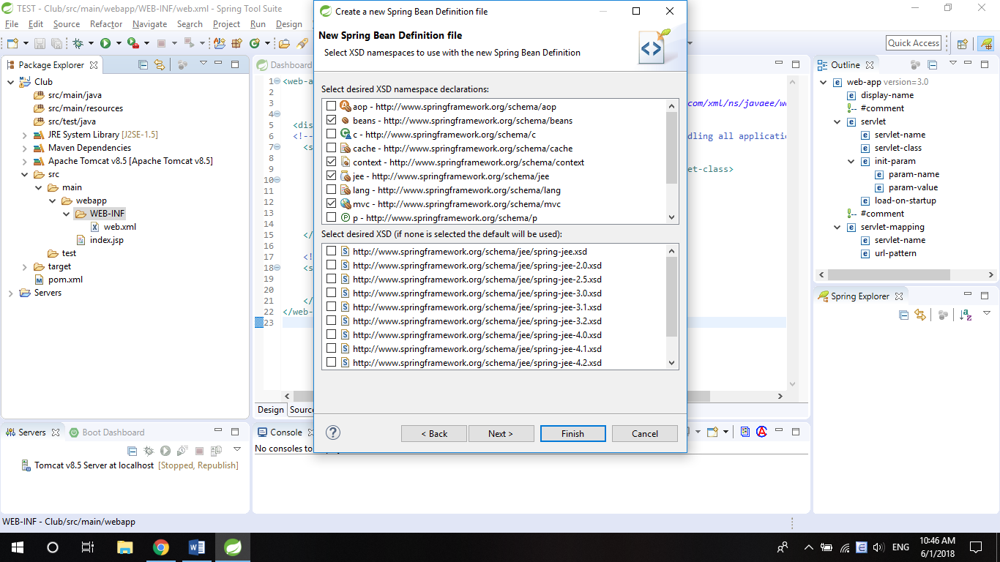 TEST - Club/src/main/webapp/WEB-INF/web.xml - Spring Tool Suite
File Edit Source Refactor Navigate Search Project Run Design
Quick Access
Package Explorer
Club
src/main/java
src/main/resources
src/test/java
JRE System Library [J2SE-1.5]
Maven Dependencies
Apache Tomcat v8.5 [Apache Tomcat v8.5]
src
main
webapp
WEB-INF
web.xml
index.jsp
test
target
pom.xml
Servers
Dashboard
1 <web-a
2
3 com/xml/ns/javaee/w
4
5 <dis
6 <!-- dling all applicatio
7 <s
8
9 et-class>
10
11
12
13
14
15 </
16
17 <!
18 <s
19
20
21 </
22 </web-
23
Design Source
Create a new Spring Bean Definition file
New Spring Bean Definition file
Select XSD namespaces to use with the new Spring Bean Definition
Select desired XSD namespace declarations:
aop - http://www.springframework.org/schema/aop
beans - http://www.springframework.org/schema/beans
c - http://www.springframework.org/schema/c
cache - http://www.springframework.org/schema/cache
context - http://www.springframework.org/schema/context
jee - http://www.springframework.org/schema/jee
lang - http://www.springframework.org/schema/lang
mvc - http://www.springframework.org/schema/mvc
p - http://www.springframework.org/schema/p
Select desired XSD (if none is selected the default will be used):
http://www.springframework.org/schema/jee/spring-jee.xsd
http://www.springframework.org/schema/jee/spring-jee-2.0.xsd
http://www.springframework.org/schema/jee/spring-jee-2.5.xsd
http://www.springframework.org/schema/jee/spring-jee-3.0.xsd
http://www.springframework.org/schema/jee/spring-jee-3.1.xsd
http://www.springframework.org/schema/jee/spring-jee-3.2.xsd
http://www.springframework.org/schema/jee/spring-jee-4.0.xsd
http://www.springframework.org/schema/jee/spring-jee-4.1.xsd
http://www.springframework.org/schema/jee/spring-jee-4.2.xsd
< Back Next > Finish Cancel
Outline
web-app version=3.0
display-name
#comment
servlet
servlet-name
servlet-class
init-param
param-name
param-value
load-on-startup
#comment
servlet-mapping
servlet-name
url-pattern
Spring Explorer
Servers Boot Dashboard
Tomcat v8.5 Server at localhost [Stopped, Republish]
Console
No consoles to
WEB-INF - Club/src/main/webapp
ENG
10:46 AM
6/1/2018